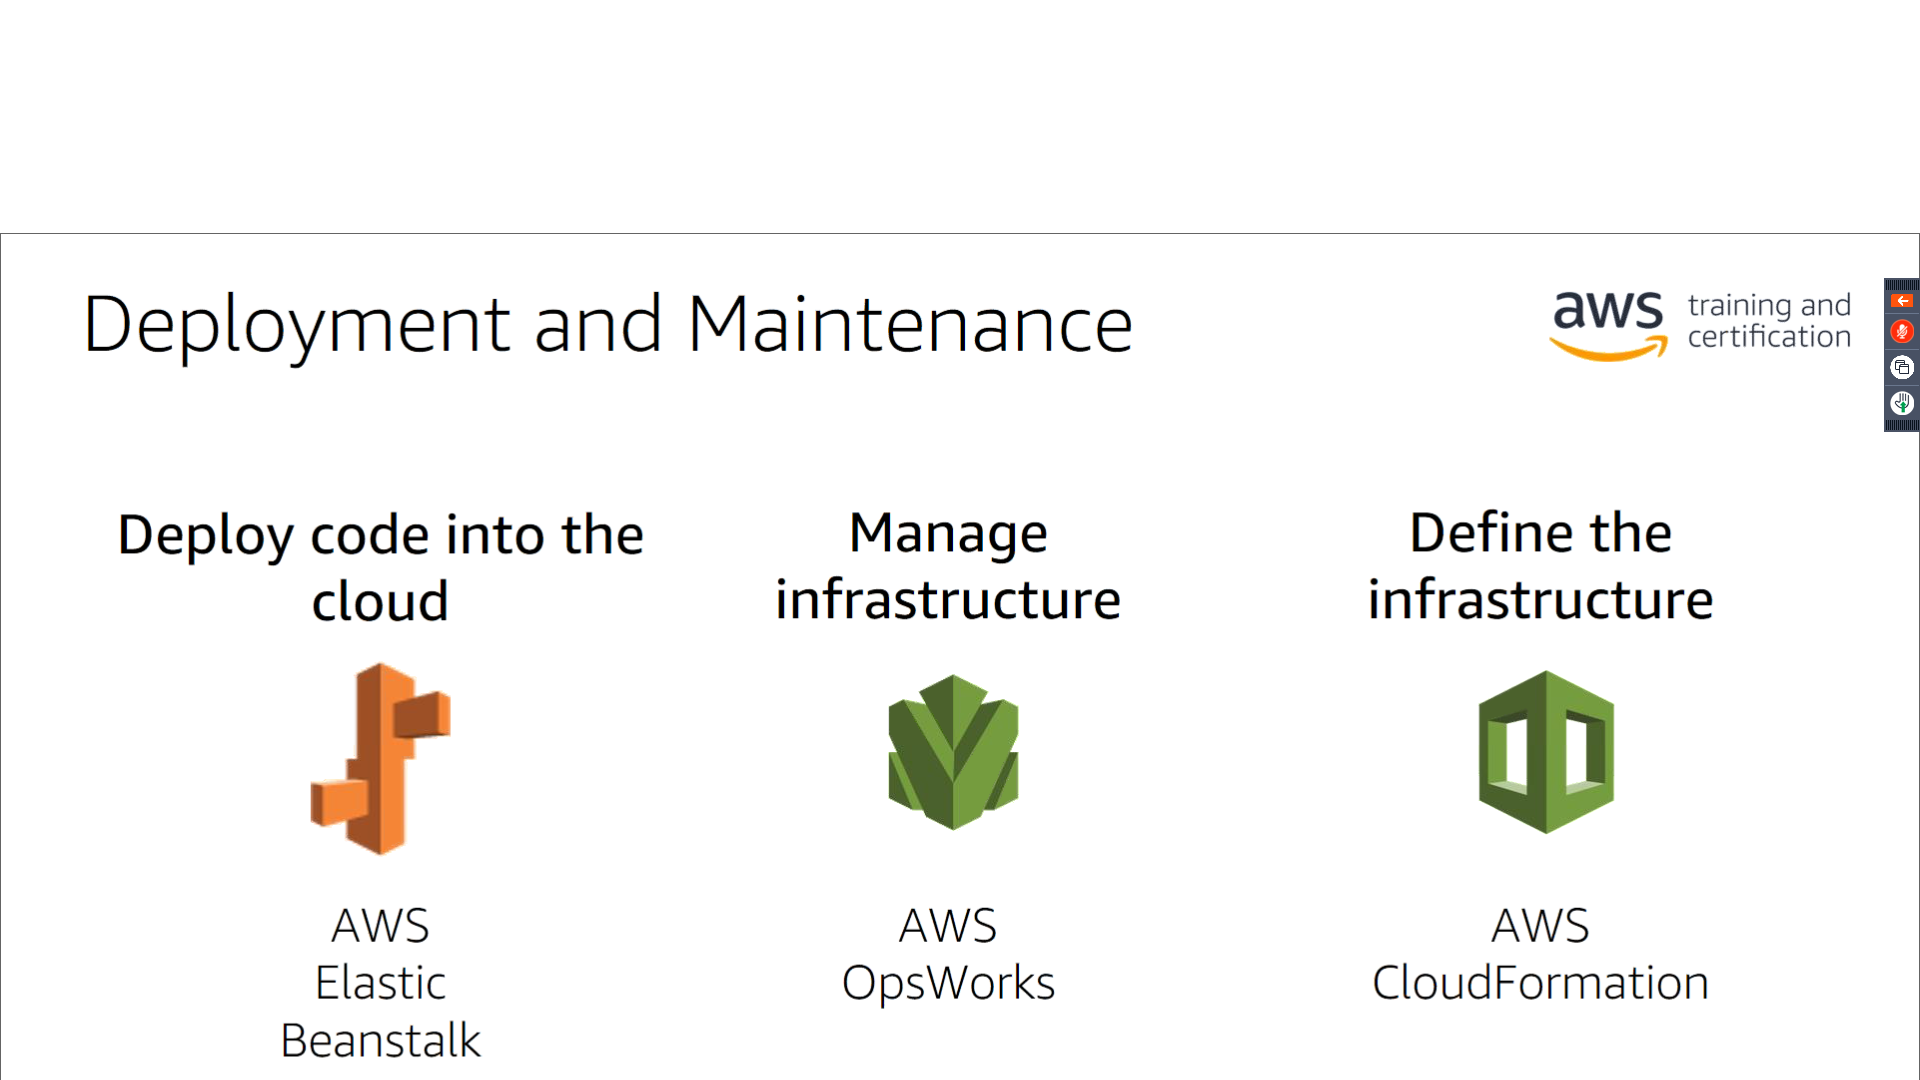 Deployment and Maintenance
aws training and
certification
Deploy code into the
cloud
AWS
Elastic
Beanstalk
Manage
infrastructure
AWS
OpsWorks
Define the
infrastructure
AWS
CloudFormation